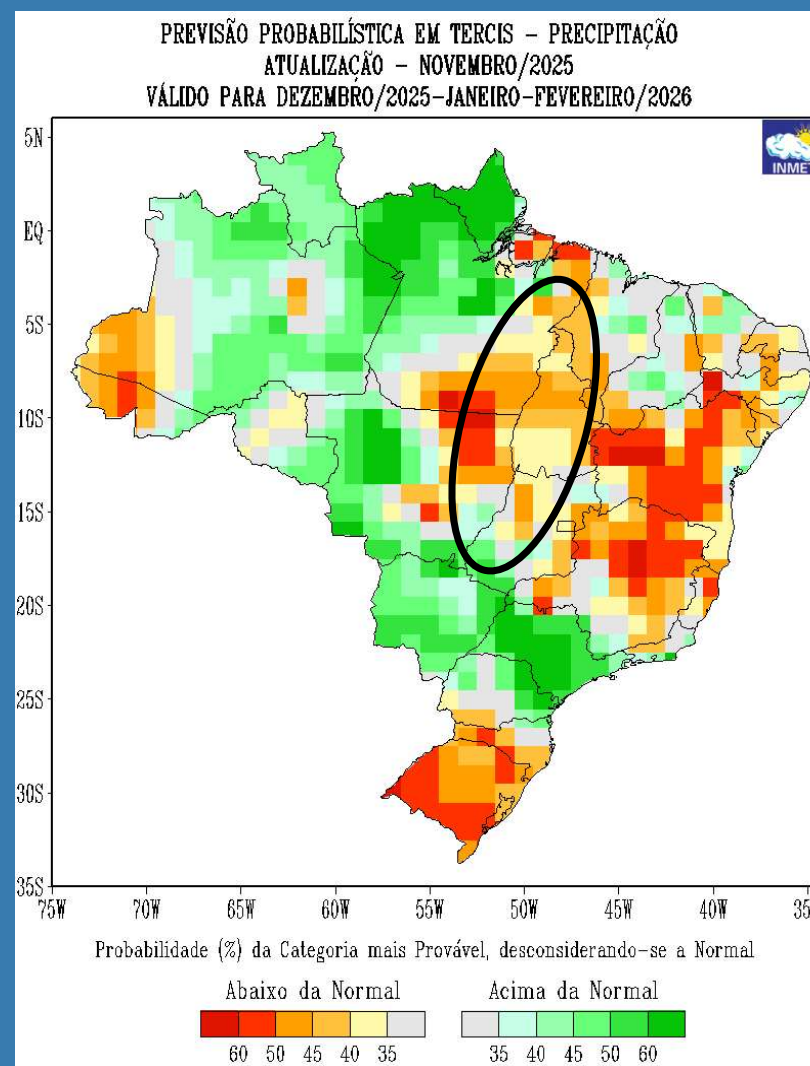 PREVISÃO PROBABILÍSTICA EM TERCIS - PRECIPITAÇÃO
ATUALIZAÇÃO - NOVEMBRO/2025
VÁLIDO PARA DEZEMBRO/2025-JANEIRO-FEVEREIRO/2026
INMET
5N
EQ
5S
10S
15S
20S
25S
30S
35S
75W 70W 65W 60W 55W 50W 45W 40W 35
Probabilidade (%) da Categoria mais Provável, desconsiderando-se a Normal
Abaixo da Normal Acima da Normal
60 50 45 40 35 35 40 45 50 60